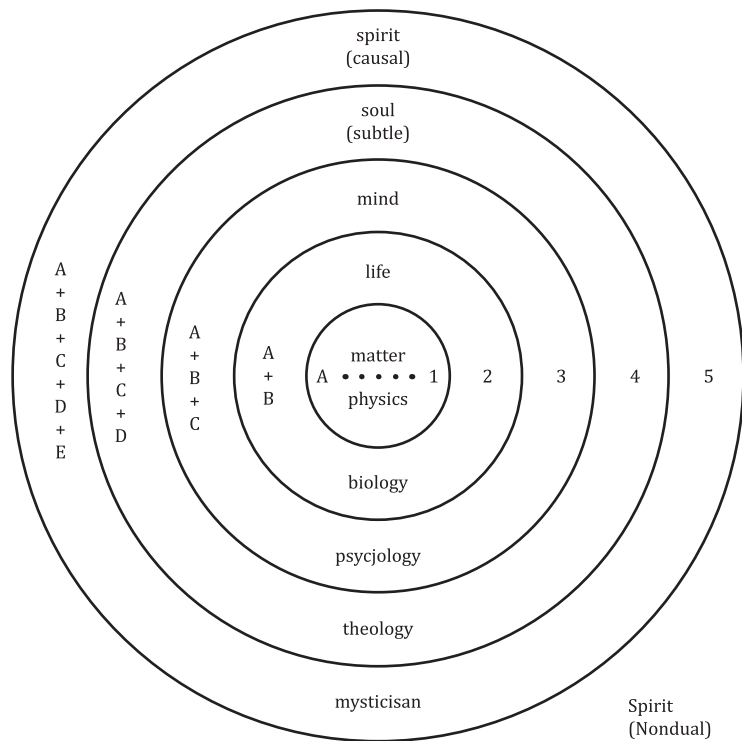 spirit
(causal)
soul
(subtle)
mind
life
matter
A ..... 1
physics
2
3
4
5
A
+
B
A
+
B
+
C
A
+
B
+
C
+
D
A
+
B
+
C
+
D
+
E
biology
psycjology
theology
mysticisan
Spirit
(Nondual)